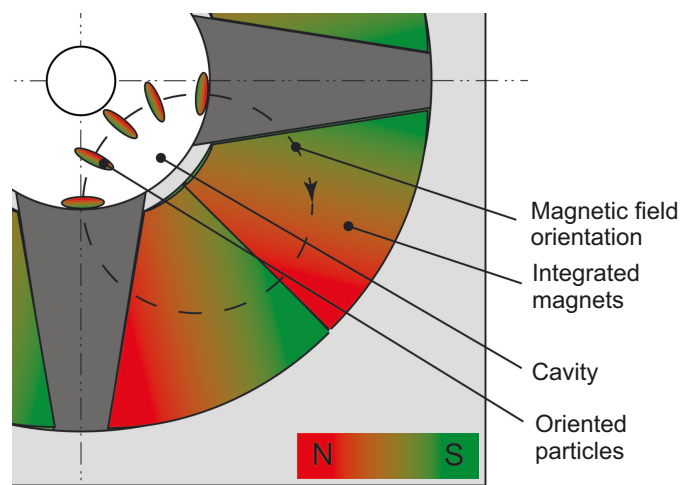 Magnetic field
orientation
Integrated
magnets
Cavity
Oriented
particles
N S